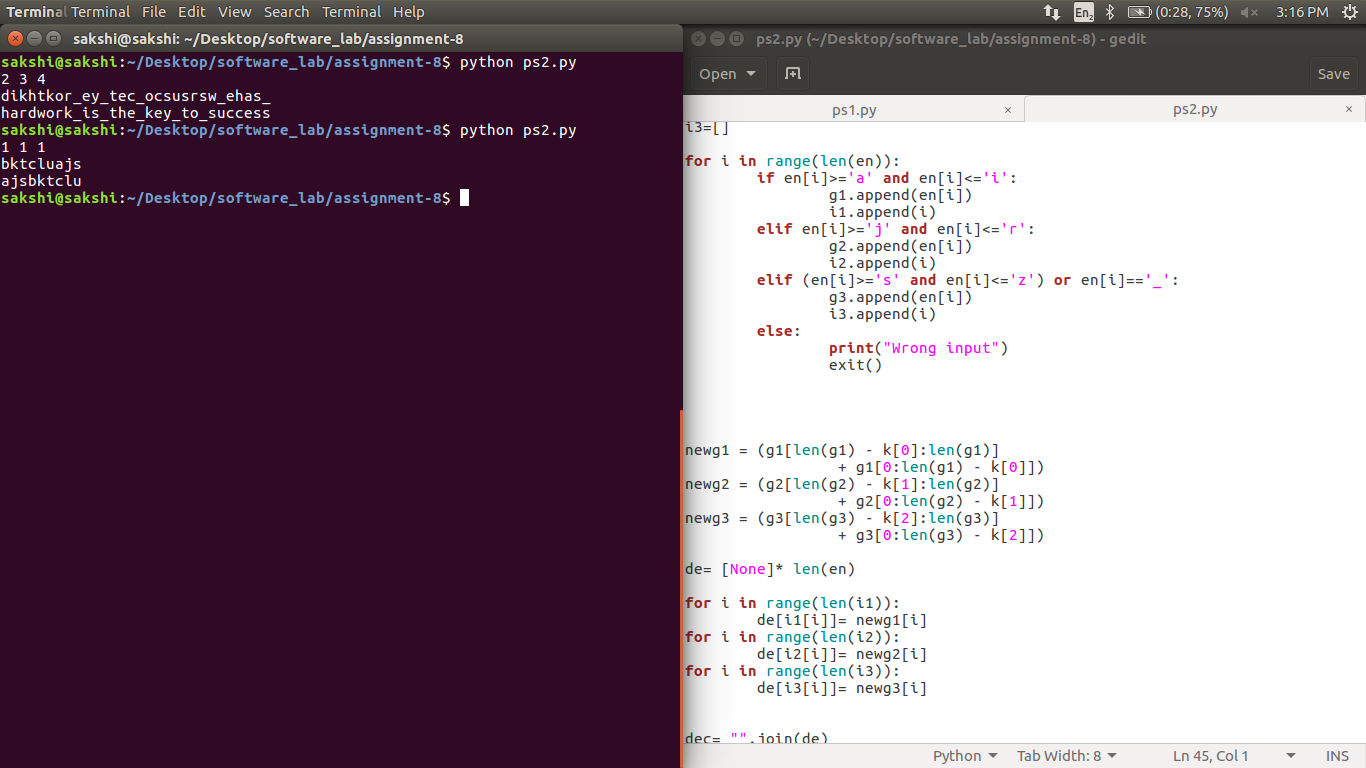 Terminal Terminal File Edit View Search Terminal Help En2 (0:28, 75%) 3:16 PM
sakshi@sakshi: ~/Desktop/software_lab/assignment-8
sakshi@sakshi:~/Desktop/software_lab/assignment-8$ python ps2.py
2 3 4
dikhtkor_ey_tec_ocsusrsw_ehas_
hardwork_is_the_key_to_success
sakshi@sakshi:~/Desktop/software_lab/assignment-8$ python ps2.py
1 1 1
bktcluajs
ajsbktclu
sakshi@sakshi:~/Desktop/software_lab/assignment-8$
ps2.py (~/Desktop/software_lab/assignment-8) - gedit
Open Save
ps1.py × ps2.py ×
i3=[]
for i in range(len(en)):
        if en[i]>='a' and en[i]<='i':
                g1.append(en[i])
                i1.append(i)
        elif en[i]>='j' and en[i]<='r':
                g2.append(en[i])
                i2.append(i)
        elif (en[i]>='s' and en[i]<='z') or en[i]=='_':
                g3.append(en[i])
                i3.append(i)
        else:
                print("Wrong input")
                exit()
newg1 = (g1[len(g1) - k[0]:len(g1)]
                 + g1[0:len(g1) - k[0]])
newg2 = (g2[len(g2) - k[1]:len(g2)]
                 + g2[0:len(g2) - k[1]])
newg3 = (g3[len(g3) - k[2]:len(g3)]
                 + g3[0:len(g3) - k[2]])
de= [None]* len(en)
for i in range(len(i1)):
        de[i1[i]]= newg1[i]
for i in range(len(i2)):
        de[i2[i]]= newg2[i]
for i in range(len(i3)):
        de[i3[i]]= newg3[i]
dec= "".join(de)
Python Tab Width: 8 Ln 45, Col 1 INS